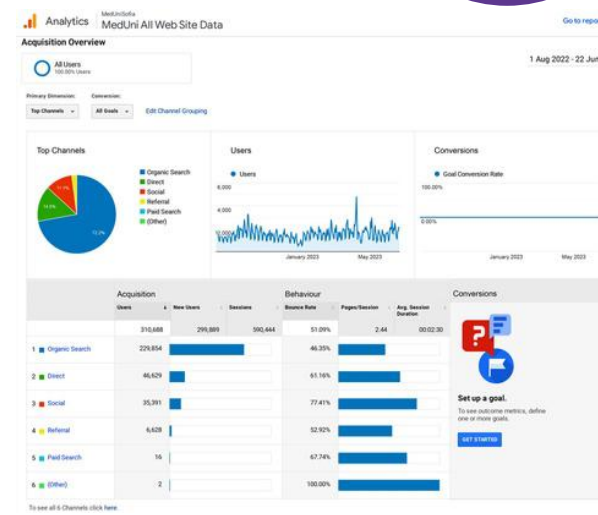 Analytics
MedUniSofia
MedUni All Web Site Data
Go to repo
Acquisition Overview
All Users
100.00% Users
1 Aug 2022 - 22 Jun
Primary Dimension:
Conversion:
Top Channels
All Goals
Edit Channel Grouping
Top Channels
Organic Search
Direct
Social
Referral
Paid Search
(Other)
Users
Users
6,000
4,000
January 2023
May 2023
Conversions
Goal Conversion Rate
100.00%
0.00%
January 2023
May 2023
Acquisition
Behaviour
Conversions
Users
New Users
Sessions
Bounce Rate
Pages/Session
Avg. Session Duration
310,688
299,889
590,444
51.09%
2.44
00:02:30
1 Organic Search
229,854
46.35%
2 Direct
46,629
61.16%
3 Social
35,391
77.41%
4 Referral
6,628
52.92%
5 Paid Search
16
67.74%
6 (Other)
2
100.00%
Set up a goal.
To see outcome metrics, define
one or more goals.
GET STARTED
To see all 6 Channels click here